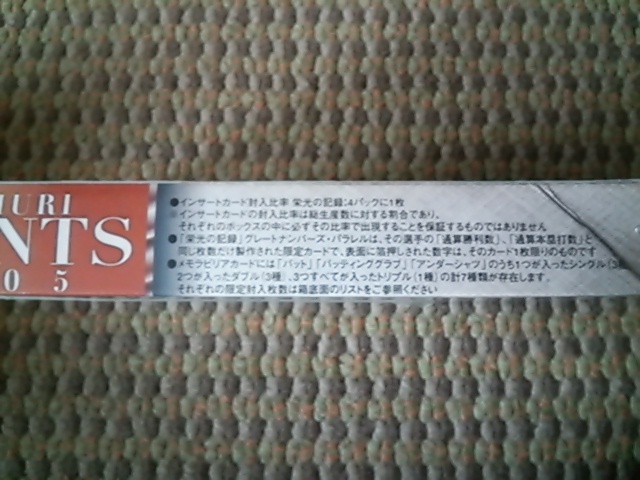 IURI
NTS
0 5
●インサートカード封入比率 栄光の記録:4パックに1枚
※インサートカードの封入比率は総生産数に対する割合であり、
それぞれのボックスの中に必ずその比率で出現することを保証するものではありません
●「栄光の記録」グレートナンバーズ・パラレルは、その選手の「通算勝利数」、「通算本塁打数」と
同じ枚数だけ製作された限定カードで、表面に箔押しされた数字は、そのカード1枚限りのものです
●メモラビリアカードには「バット」「バッティンググラブ」「アンダーシャツ」のうち1つが入ったシングル(3
2つが入ったダブル(3種)、3つすべてが入ったトリプル(1種)の計7種類が存在します。
それぞれの限定封入枚数は箱底面のリストをご参照ください